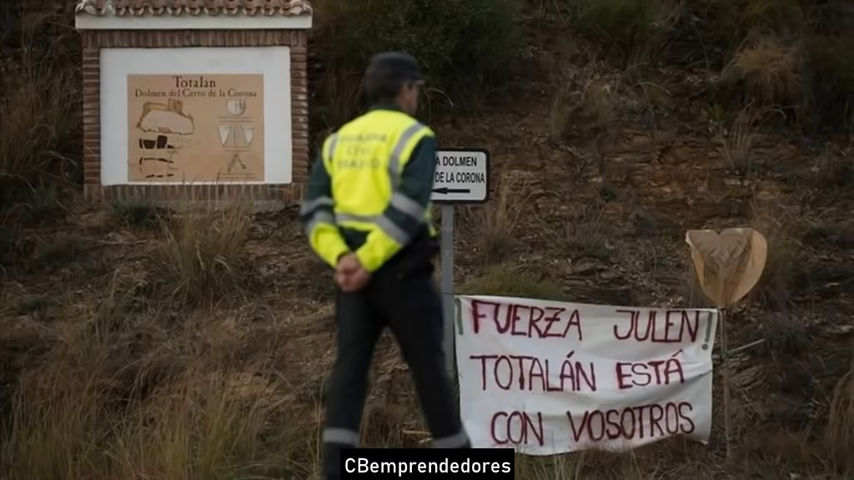 Totalan
Dolmen del Cerro de la Corona
A DOLMEN
DE LA CORONA
¡FUERZA JULEN!
TOTALÁN ESTÁ
CON VOSOTROS
CBemprendedores